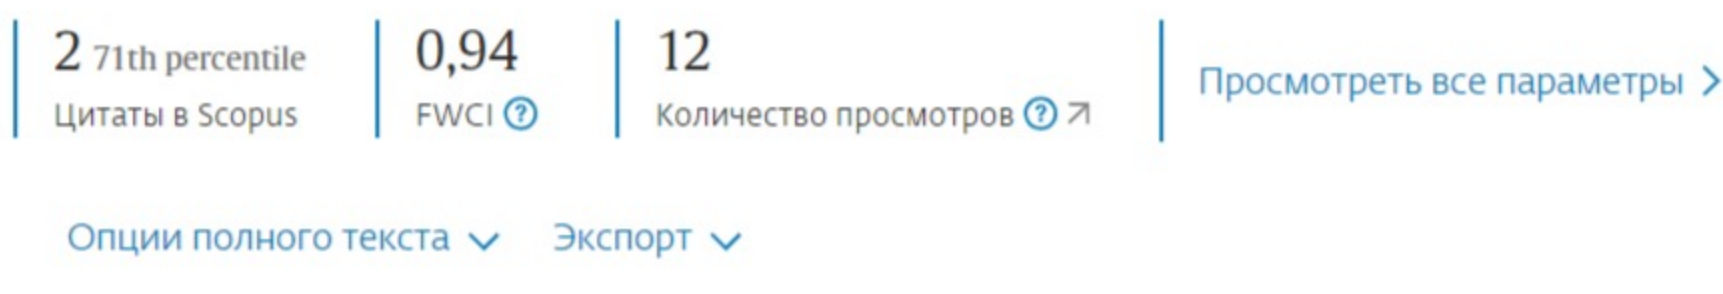 2 71th percentile
Цитаты в Scopus
0,94
FWCI ?
12
Количество просмотров ?
Просмотреть все параметры
Опции полного текста
Экспорт